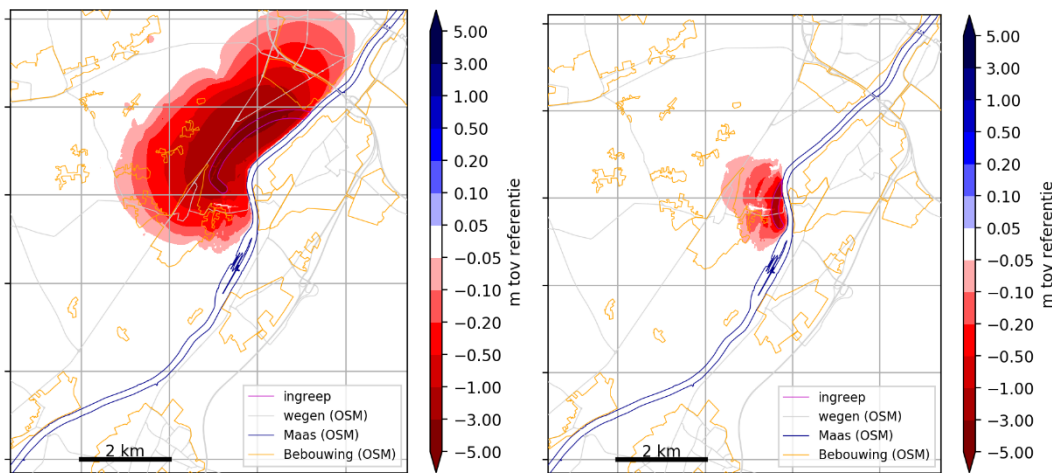 5.00
3.00
1.00
0.50
0.20
0.10
0.05
−0.05
−0.10
−0.20
−0.50
−1.00
−3.00
−5.00
m tov referentie
ingreep
wegen (OSM)
Maas (OSM)
Bebouwing (OSM)
2 km
5.00
3.00
1.00
0.50
0.20
0.10
0.05
−0.05
−0.10
−0.20
−0.50
−1.00
−3.00
−5.00
m tov referentie
ingreep
wegen (OSM)
Maas (OSM)
Bebouwing (OSM)
2 km